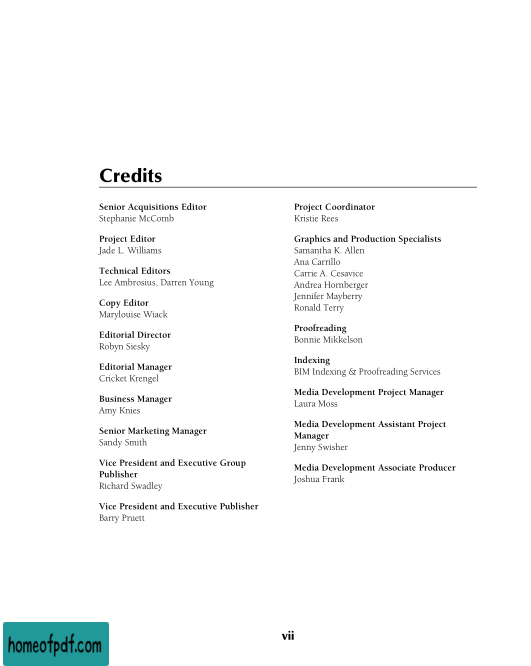 Credits
Senior Acquisitions Editor
Stephanie McComb
Project Editor
Jade L. Williams
Technical Editors
Lee Ambrosius, Darren Young
Copy Editor
Marylouise Wiack
Editorial Director
Robyn Siesky
Editorial Manager
Cricket Krengel
Business Manager
Amy Knies
Senior Marketing Manager
Sandy Smith
Vice President and Executive Group
Publisher
Richard Swadley
Vice President and Executive Publisher
Barry Pruett
Project Coordinator
Kristie Rees
Graphics and Production Specialists
Samantha K. Allen
Ana Carrillo
Carrie A. Cesavice
Andrea Hornberger
Jennifer Mayberry
Ronald Terry
Proofreading
Bonnie Mikkelson
Indexing
BIM Indexing & Proofreading Services
Media Development Project Manager
Laura Moss
Media Development Assistant Project
Manager
Jenny Swisher
Media Development Associate Producer
Joshua Frank
vii
homeofpdf.com